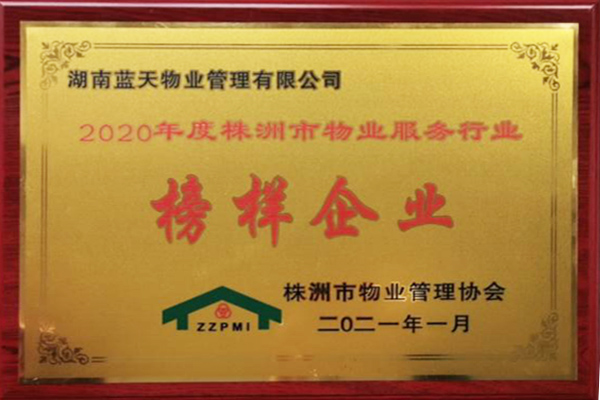 湖南蓝天物业管理有限公司
2020年度株洲市物业服务行业
榜样企业
ZZPMI
株洲市物业管理协会
二〇二一年一月